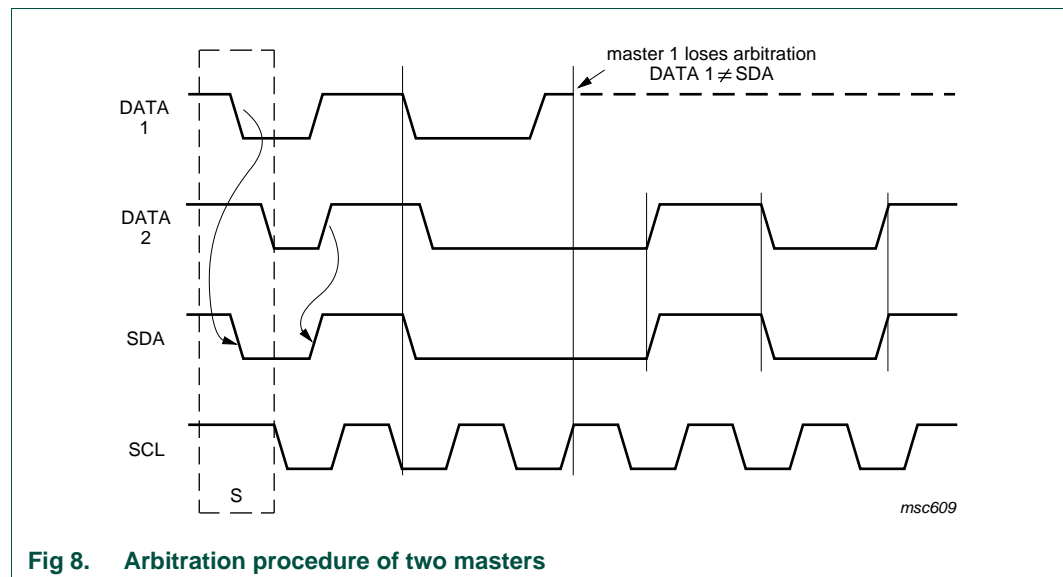 master 1 loses arbitration
DATA 1 ≠ SDA
DATA
1
DATA
2
SDA
SCL
S
msc609
Fig 8. Arbitration procedure of two masters